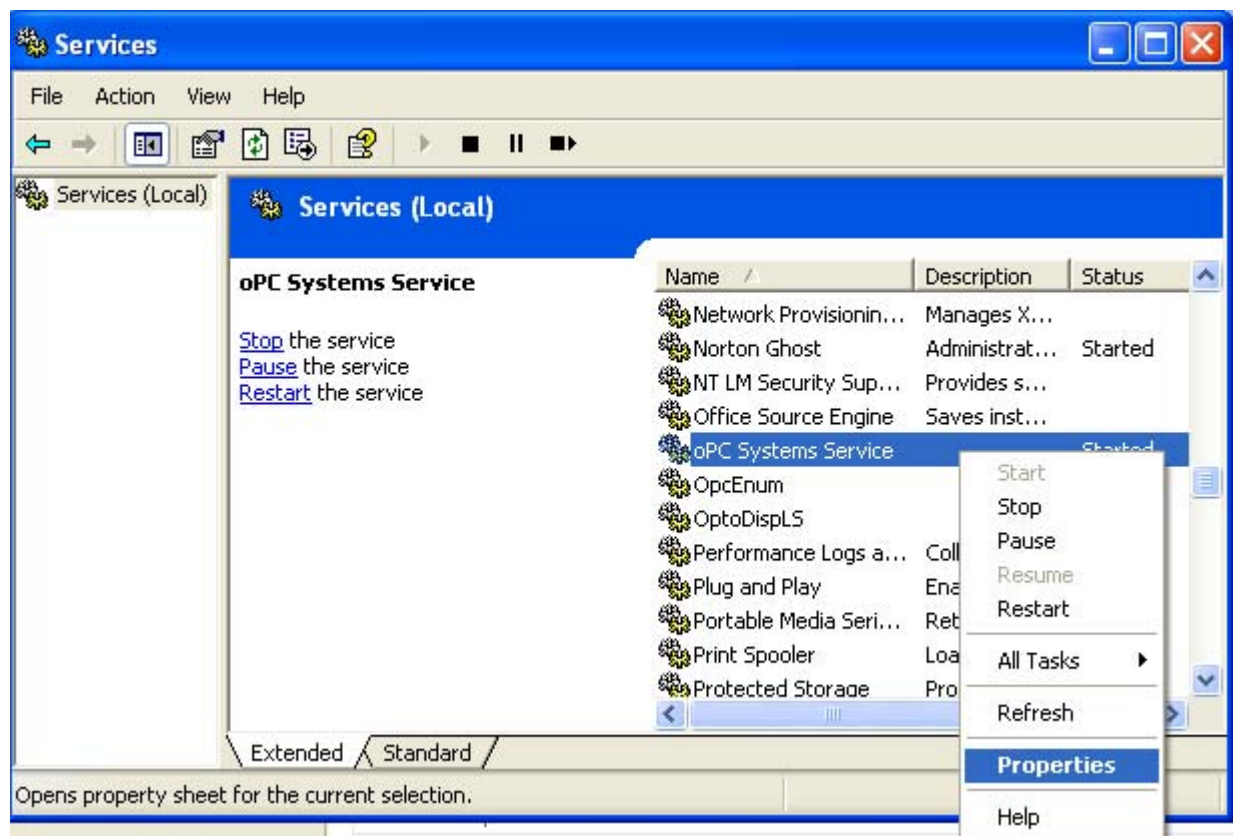 Services
File Action View Help
Services (Local)
Services (Local)
oPC Systems Service
Stop the service
Pause the service
Restart the service
Name Description Status
Network Provisionin... Manages X...
Norton Ghost Administrat... Started
NT LM Security Sup... Provides s...
Office Source Engine Saves inst...
oPC Systems Service Started
OpcEnum
OptoDispLS
Performance Logs a... Coll
Plug and Play Ena
Portable Media Seri... Ret
Print Spooler Loa
Protected Storage Pro
Start
Stop
Pause
Resume
Restart
All Tasks
Refresh
Properties
Help
Extended Standard
Opens property sheet for the current selection.